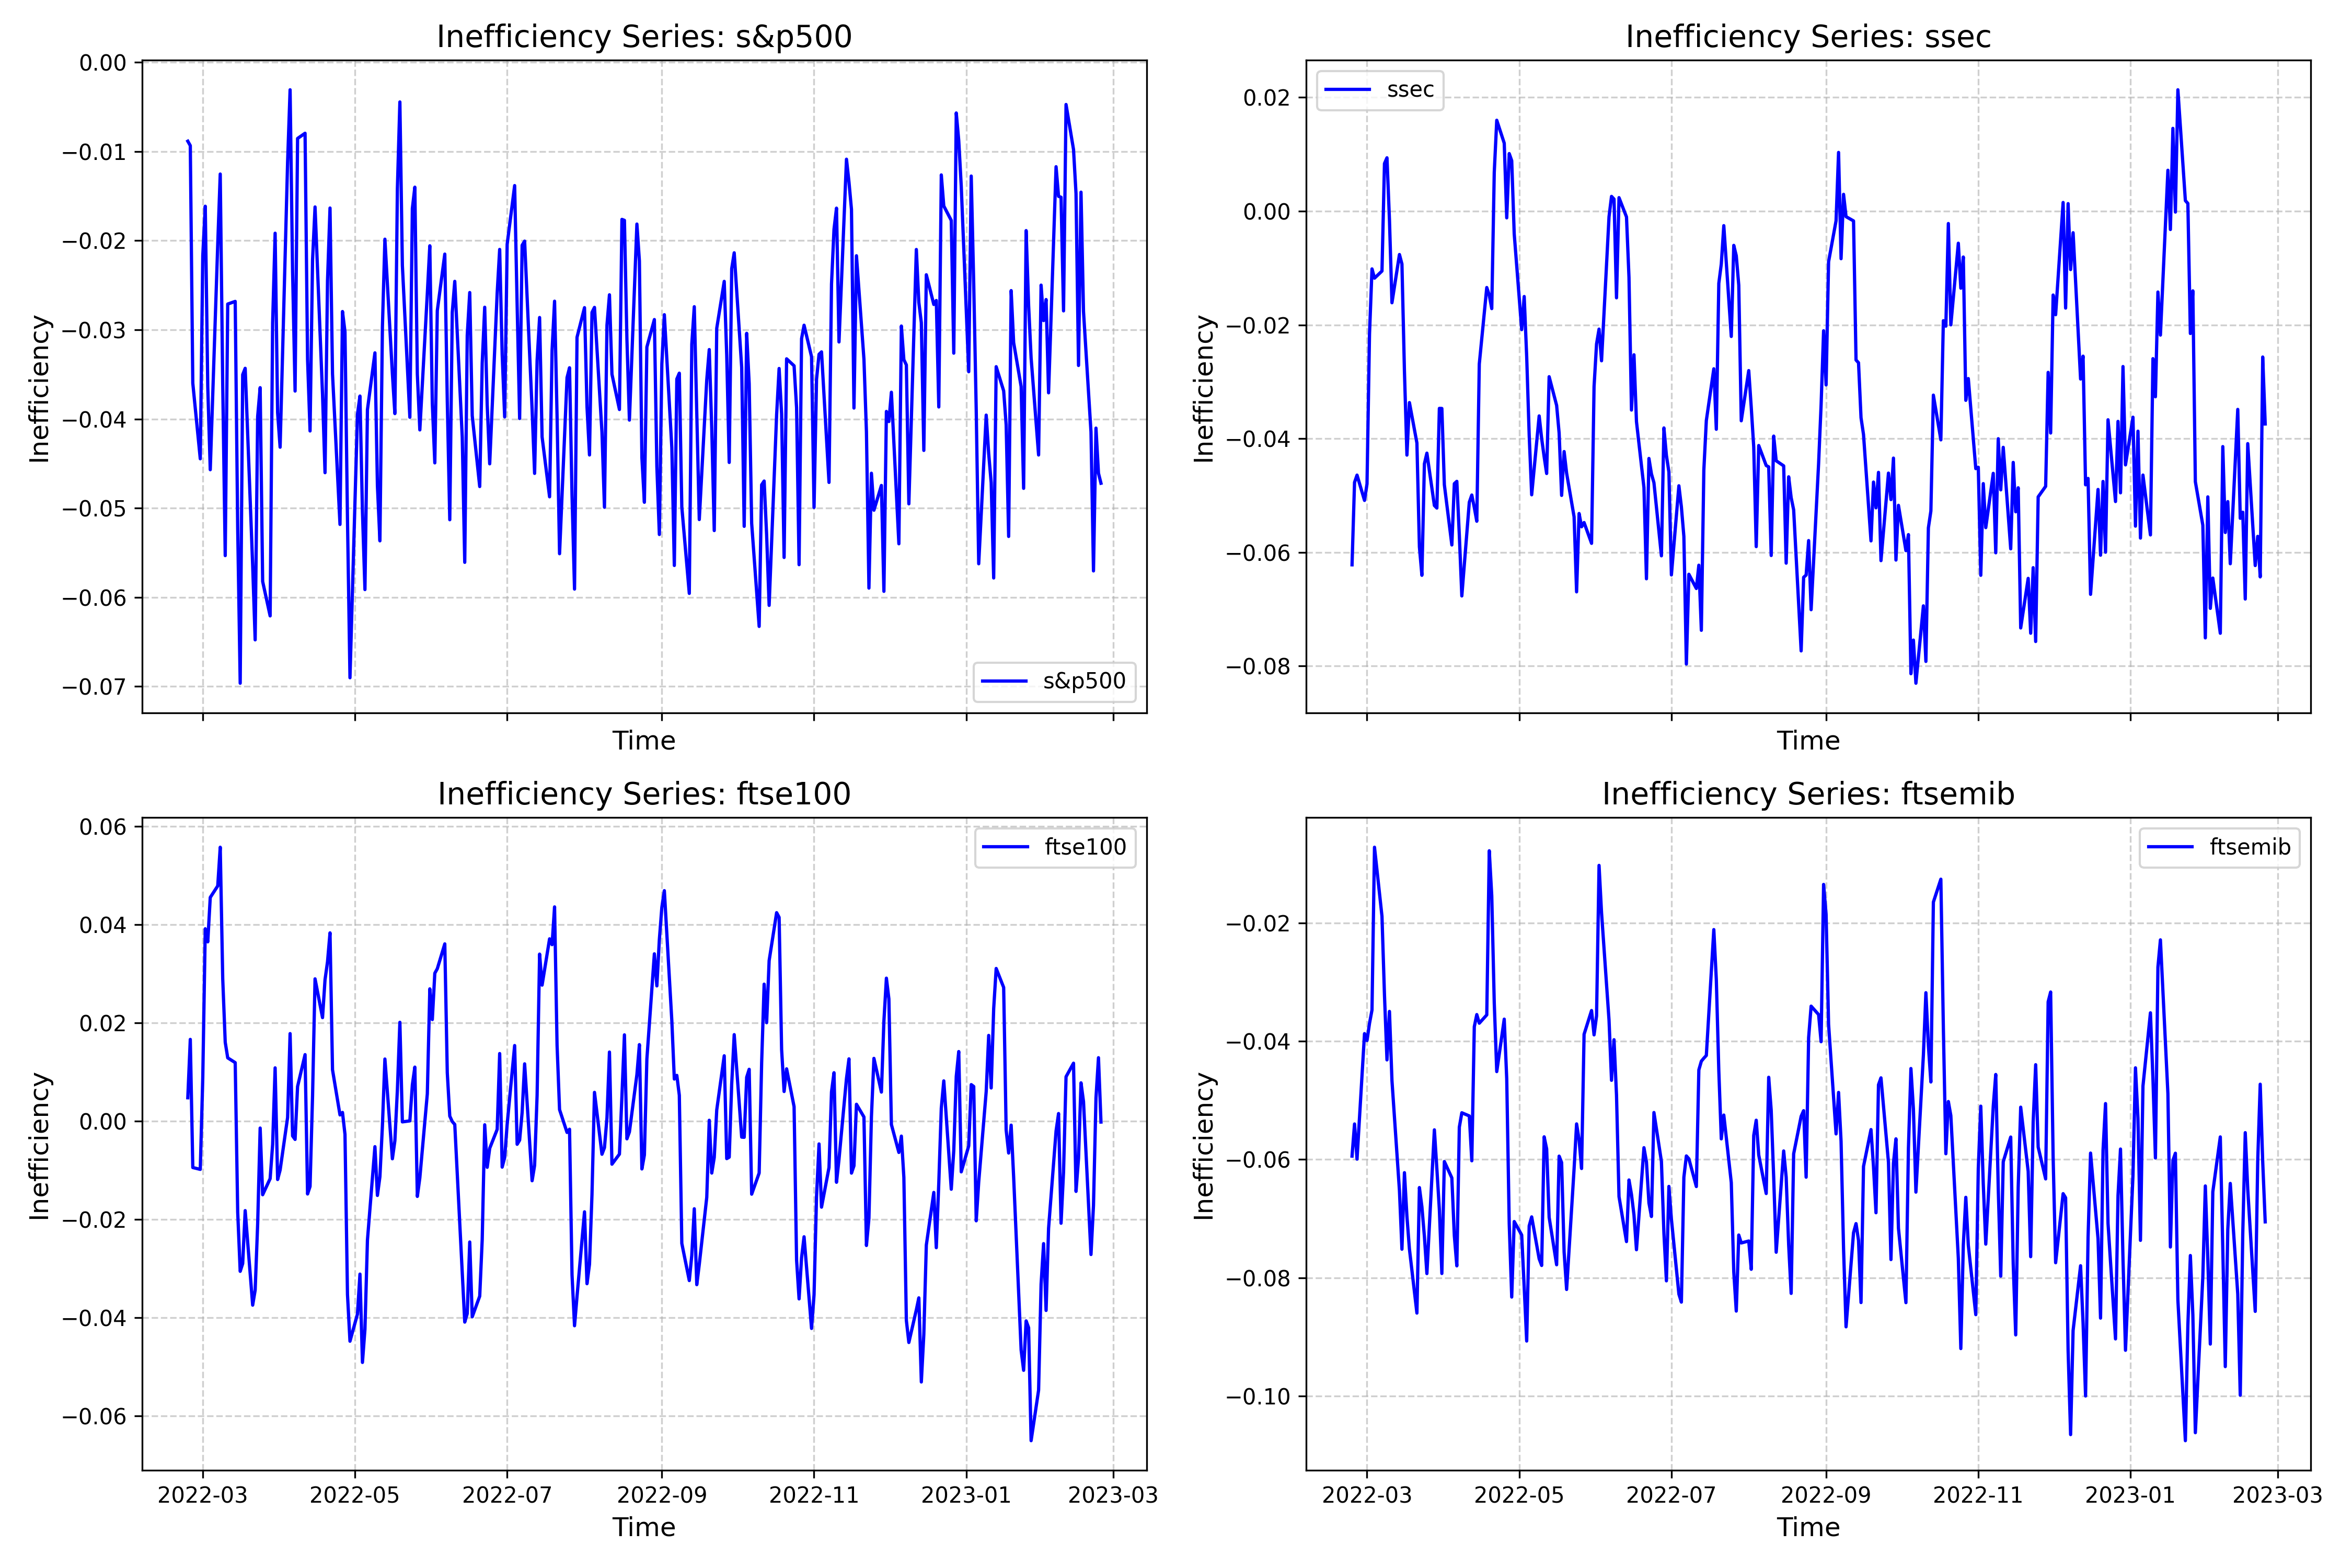 Inefficiency Series: s&p500
0.00
−0.01
−0.02
−0.03
−0.04
−0.05
−0.06
−0.07
Inefficiency
s&p500
Time
Inefficiency Series: ssec
ssec
0.02
0.00
−0.02
−0.04
−0.06
−0.08
Inefficiency
Time
Inefficiency Series: ftse100
ftse100
0.06
0.04
0.02
0.00
−0.02
−0.04
−0.06
Inefficiency
2022-03 2022-05 2022-07 2022-09 2022-11 2023-01 2023-03
Time
Inefficiency Series: ftsemib
ftsemib
−0.02
−0.04
−0.06
−0.08
−0.10
Inefficiency
2022-03 2022-05 2022-07 2022-09 2022-11 2023-01 2023-03
Time